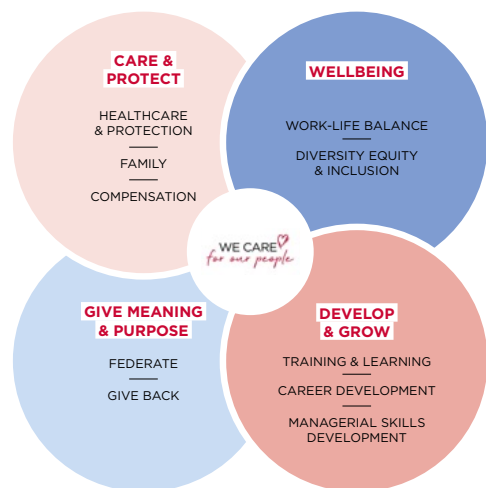 CARE &
PROTECT
HEALTHCARE
& PROTECTION
FAMILY
COMPENSATION
WELLBEING
WORK-LIFE BALANCE
DIVERSITY EQUITY
& INCLUSION
WE CARE
for our people
GIVE MEANING
& PURPOSE
FEDERATE
GIVE BACK
DEVELOP
& GROW
TRAINING & LEARNING
CAREER DEVELOPMENT
MANAGERIAL SKILLS
DEVELOPMENT